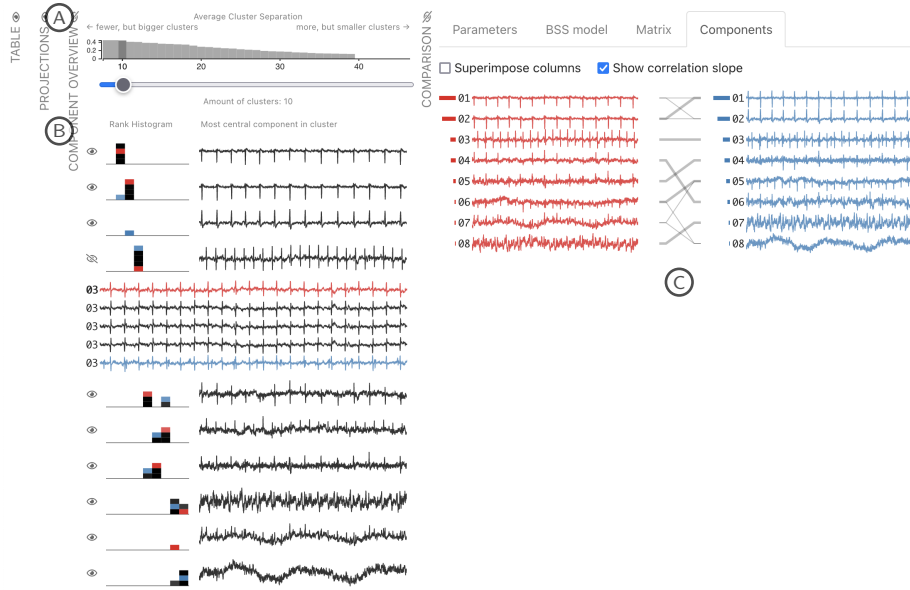 A
TABLE
PROJECTIONS
COMPONENT OVERVIEW
Average Cluster Separation
← fewer, but bigger clusters
more, but smaller clusters →
0.4
0
10
20
30
40
Amount of clusters: 10
B
Rank Histogram
Most central component in cluster
03
03
03
03
03
COMPARISON
Parameters
BSS model
Matrix
Components
Superimpose columns
Show correlation slope
01
02
03
04
05
06
07
08
01
02
03
04
05
06
07
08
C